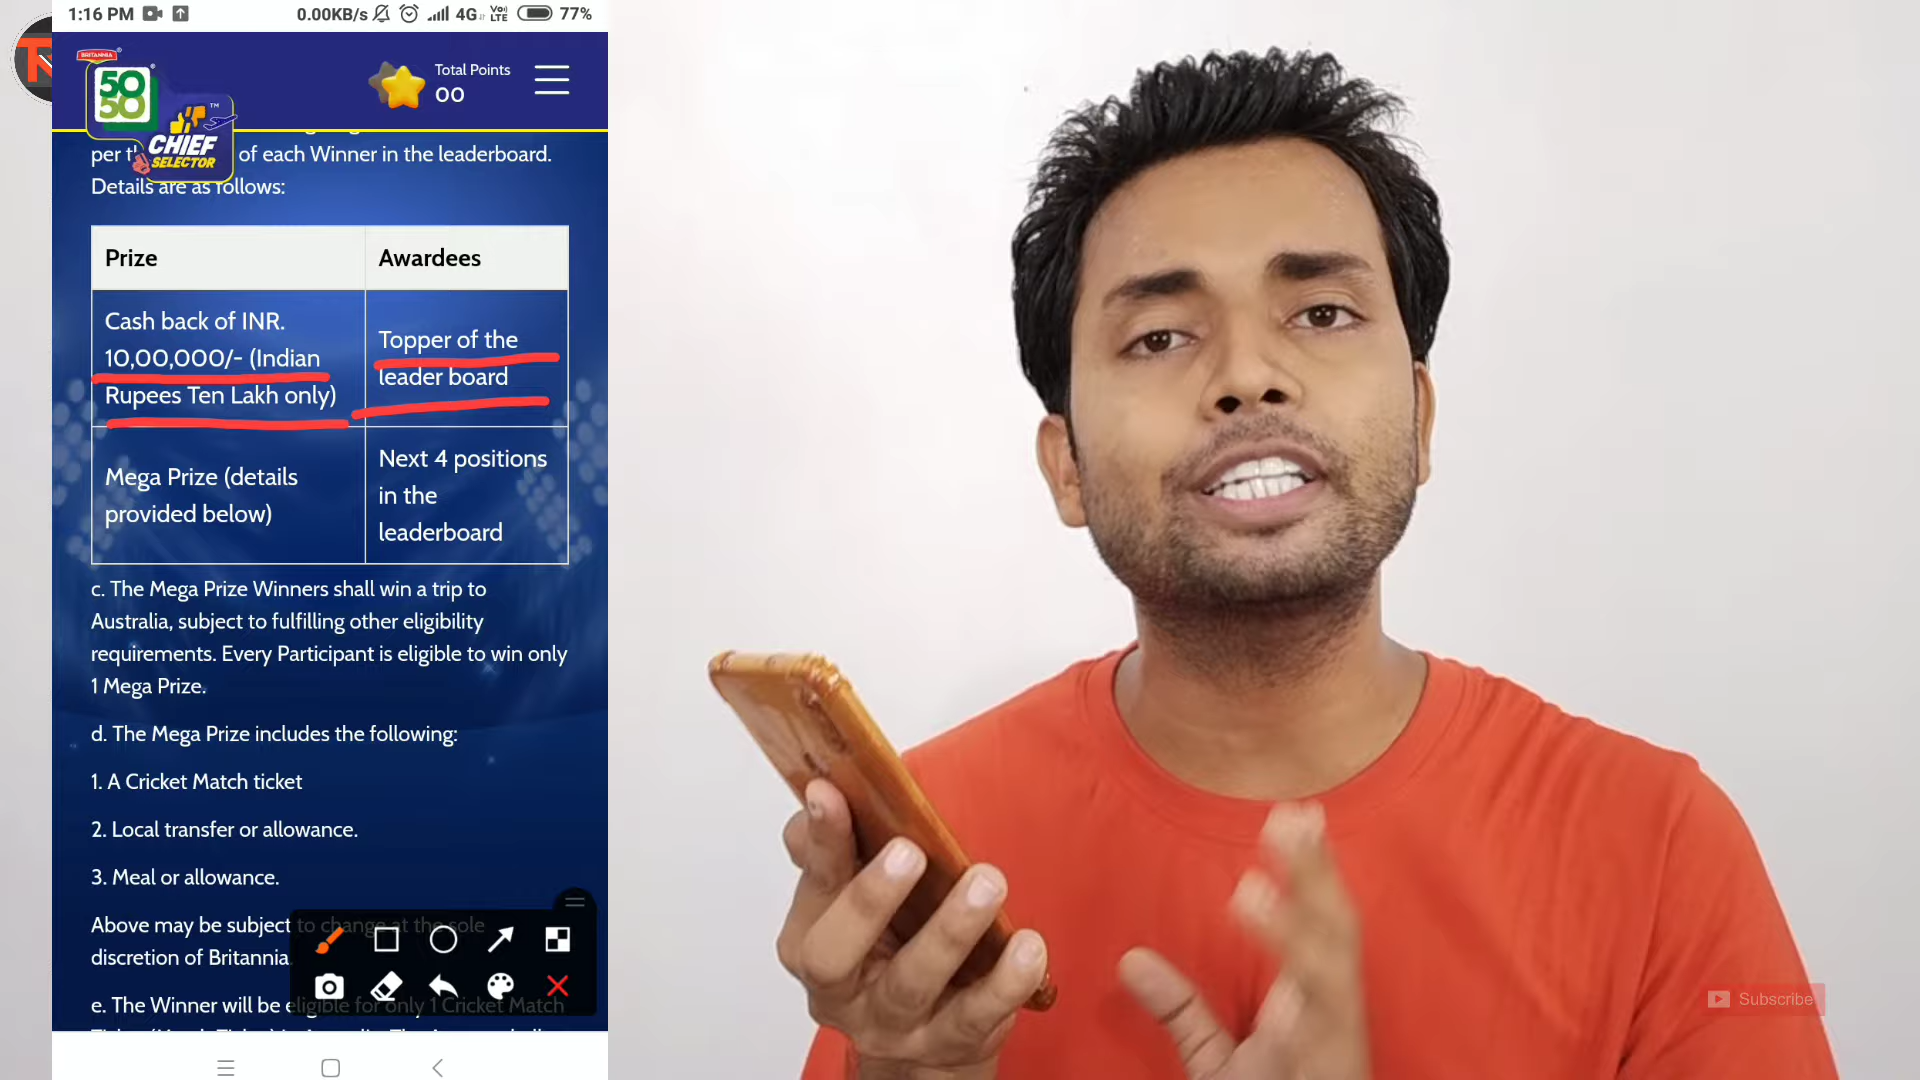 1:16 PM
0.00KB/s
4G
Vo)
LTE
77%
BRITANNIA
50
50
CHIEF
SELECTOR
TM
Total Points
00
per of each Winner in the leaderboard.
Details are as follows:
Prize
Awardees
Cash back of INR.
10,00,000/- (Indian
Rupees Ten Lakh only)
Topper of the
leader board
Mega Prize (details
provided below)
Next 4 positions
in the
leaderboard
c. The Mega Prize Winners shall win a trip to
Australia, subject to fulfilling other eligibility
requirements. Every Participant is eligible to win only
1 Mega Prize.
d. The Mega Prize includes the following:
1. A Cricket Match ticket
2. Local transfer or allowance.
3. Meal or allowance.
Above may be subject to change at the sole
discretion of Britannia
e. The Winner will be eligible for only 1 Cricket Match
Subscribe